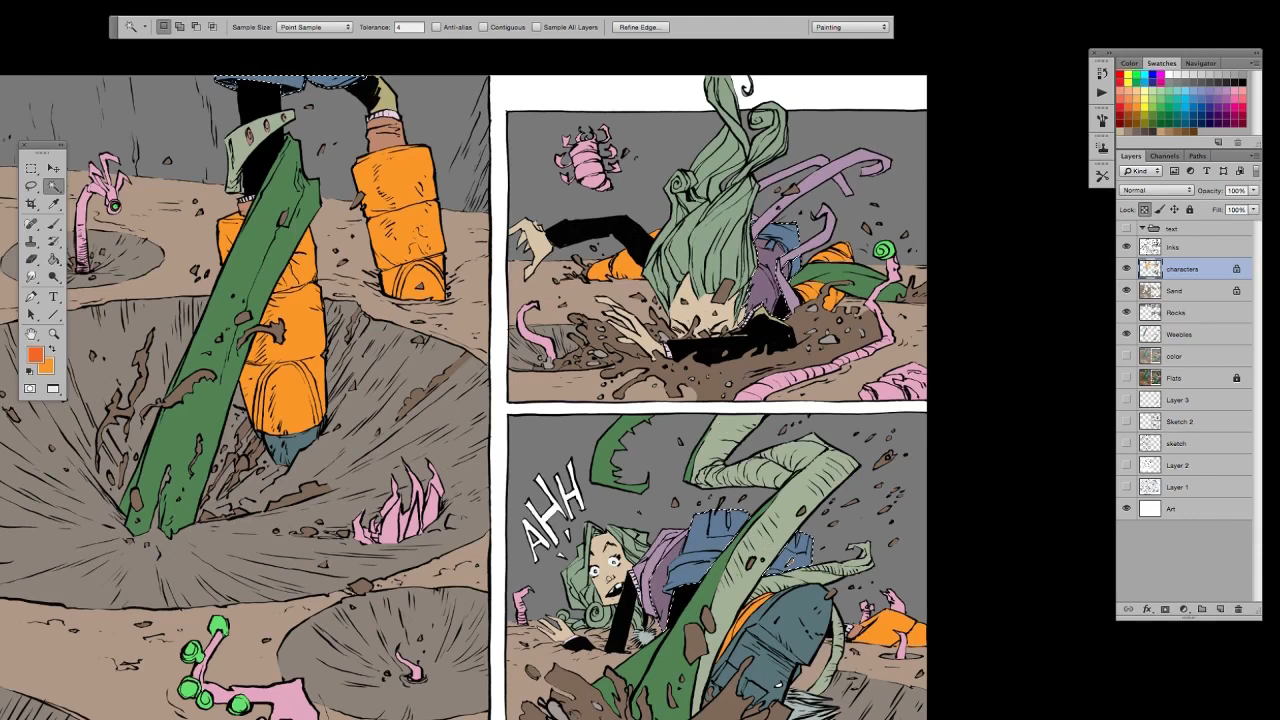 Sample Size: Point Sample Tolerance: 4 Anti-alias Contiguous Sample All Layers Refine Edge... Painting
Color Swatches Navigator
Layers Channels Paths
Kind
Normal Opacity: 100%
Lock: Fill: 100%
text
Inks
characters
Sand
Rocks
Weebles
color
Flats
Layer 3
Sketch 2
sketch
Layer 2
Layer 1
Art
AHH!